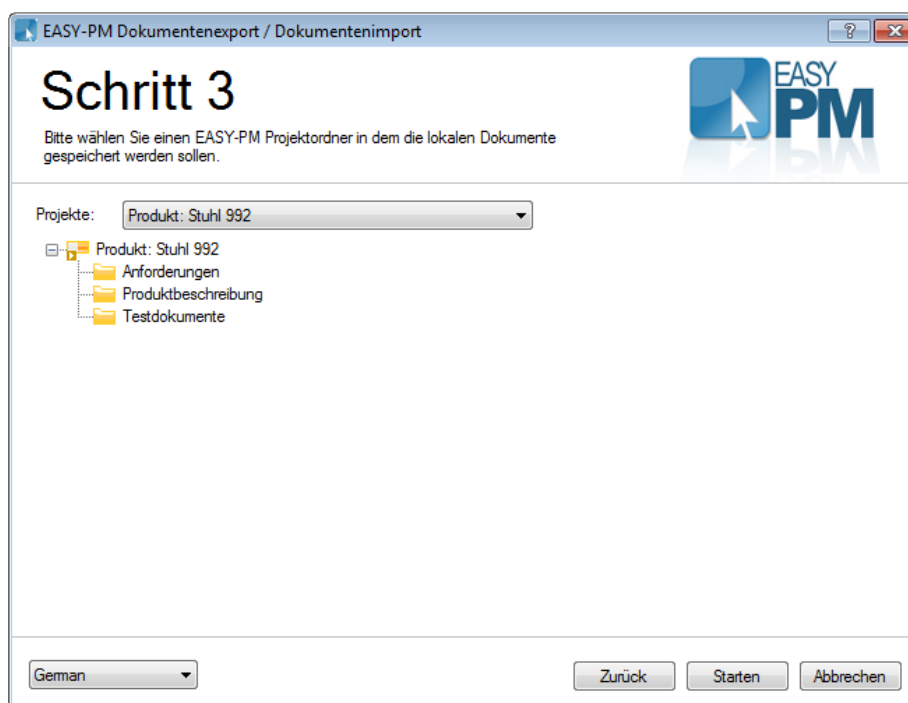 EASY-PM Dokumentenexport / Dokumentenimport
Schritt 3
EASY
PM
Bitte wählen Sie einen EASY-PM Projektordner in dem die lokalen Dokumente
gespeichert werden sollen.
Projekte: Produkt: Stuhl 992
Produkt: Stuhl 992
Anforderungen
Produktbeschreibung
Testdokumente
German Zurück Starten Abbrechen